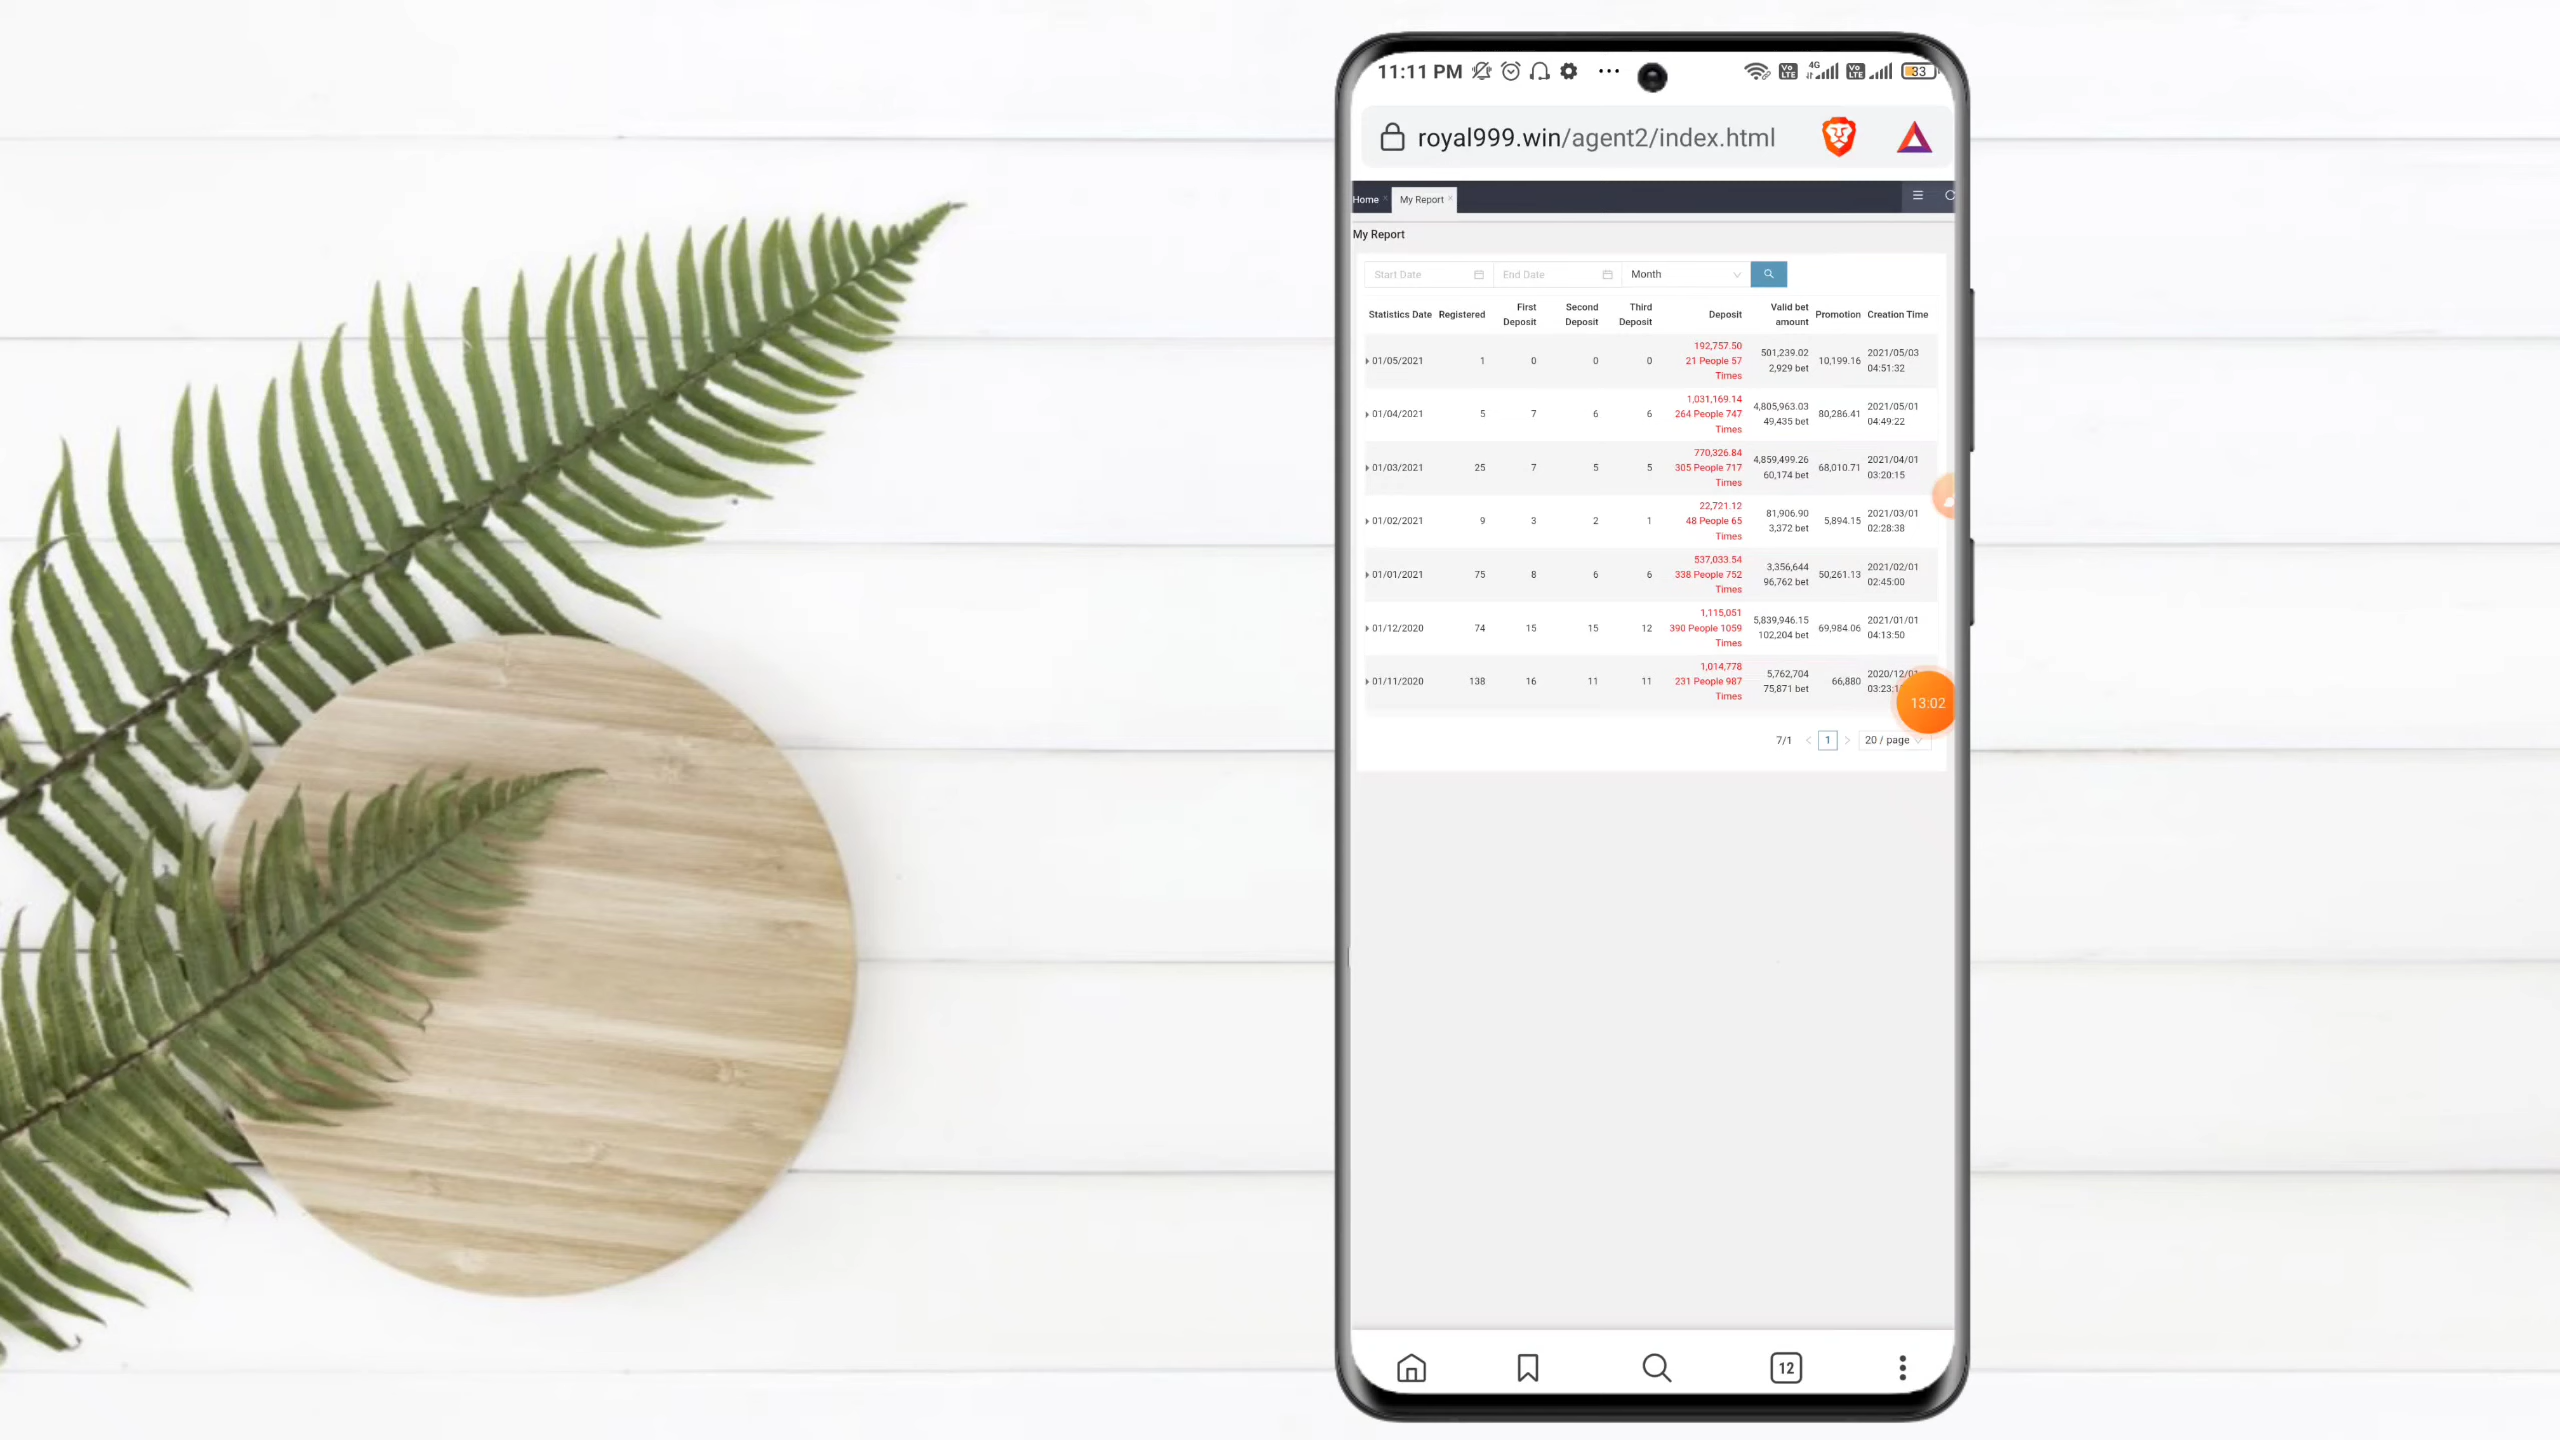 11:11 PM
4G
Vo LTE
Vo LTE
33
royal999.win/agent2/index.html
Home
My Report
My Report
Start Date End Date Month
Statistics Date Registered First Deposit Second Deposit Third Deposit Deposit Valid bet amount Promotion Creation Time
01/05/2021 1 0 0 0 192,757.50 21 People 57 Times 501,239.02 2,929 bet 10,199.16 2021/05/03 04:51:32
01/04/2021 5 7 6 6 1,031,169.14 264 People 747 Times 4,805,963.03 49,435 bet 80,286.41 2021/05/01 04:49:22
01/03/2021 25 7 5 5 770,326.84 305 People 717 Times 4,859,499.26 60,174 bet 68,010.71 2021/04/01 03:20:15
01/02/2021 9 3 2 1 22,721.12 48 People 65 Times 81,906.90 3,372 bet 5,894.15 2021/03/01 02:28:38
01/01/2021 75 8 6 6 537,033.54 338 People 752 Times 3,356,644 96,762 bet 50,261.13 2021/02/01 02:45:00
01/12/2020 74 15 15 12 1,115,051 390 People 1059 Times 5,839,946.15 102,204 bet 69,984.06 2021/01/01 04:13:50
01/11/2020 138 16 11 11 1,014,778 231 People 987 Times 5,762,704 75,871 bet 66,880 2020/12/01
13:02
7/1 < 1 > 20 / page
12